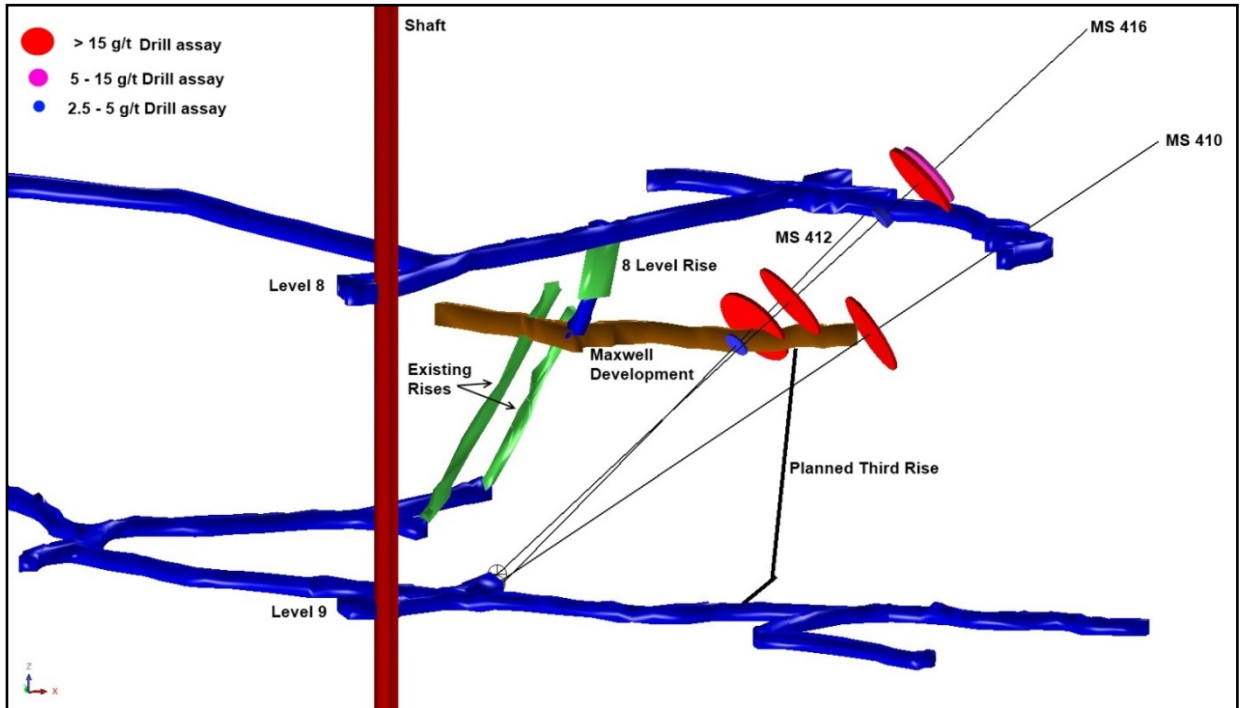 Shaft
MS 416
> 15 g/t Drill assay
5 - 15 g/t Drill assay
2.5 - 5 g/t Drill assay
MS 410
MS 412
8 Level Rise
Level 8
Maxwell
Development
Existing
Rises
Planned Third Rise
Level 9
z
x